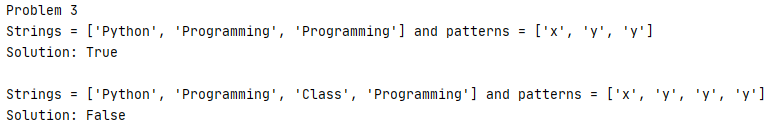 Problem 3
Strings = ['Python', 'Programming', 'Programming'] and patterns = ['x', 'y', 'y']
Solution: True
Strings = ['Python', 'Programming', 'Class', 'Programming'] and patterns = ['x', 'y', 'y', 'y']
Solution: False